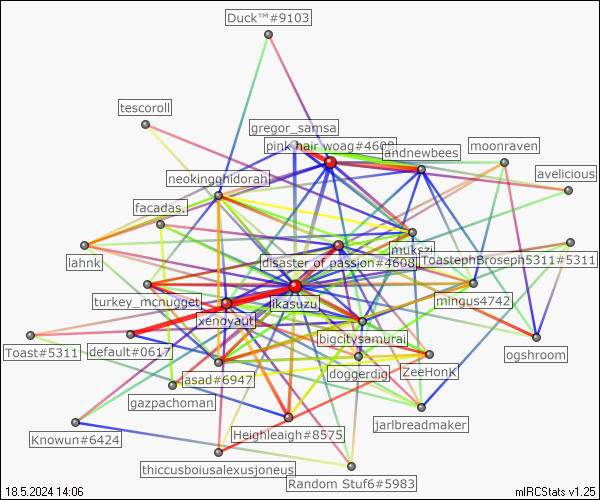 Duck™#9103
tescoroll
gregor_samsa
pink hair woag#4608
landnewbees
moonraven
neokingghidorah
avelicious
facadas.
mukszi
lahnk
disaster of passion#4608
ToastephBroseph5311#5311
turkey_mcnugget
ikasuzu
mingus4742
xenoyaut
bigcitysamurai
Toast#5311
default#0617
ogshroom
asad#6947
doggerdig
ZeeHonk
gazpachoman
jarlbreadmaker
Knowun#6424
Heighleaigh#8575
thiccusboiusalexusjoneus
Random Stuf6#5983
18.5.2024 14:06
mIRCStats v1.25